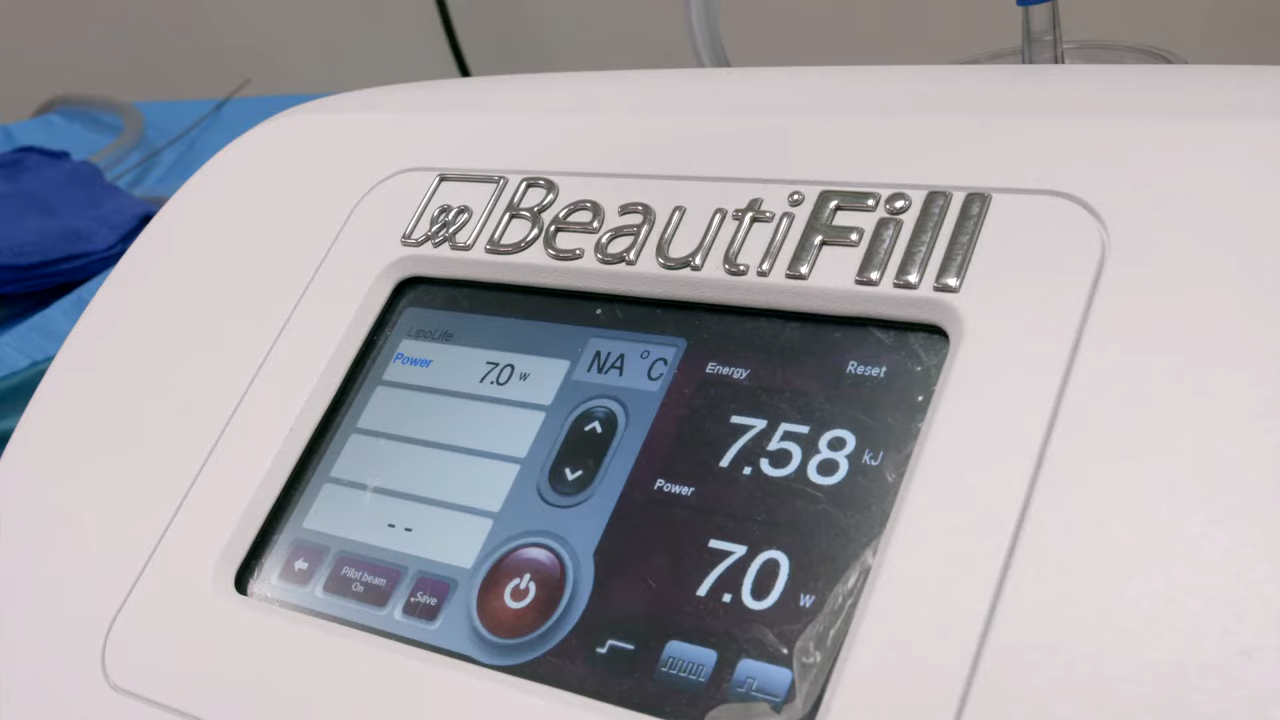 BeautiFill
LipoLife
Power 7.0 w
NA °C
- -
Pilot beam
On
Save
Energy
Reset
7.58 kJ
Power
7.0 w